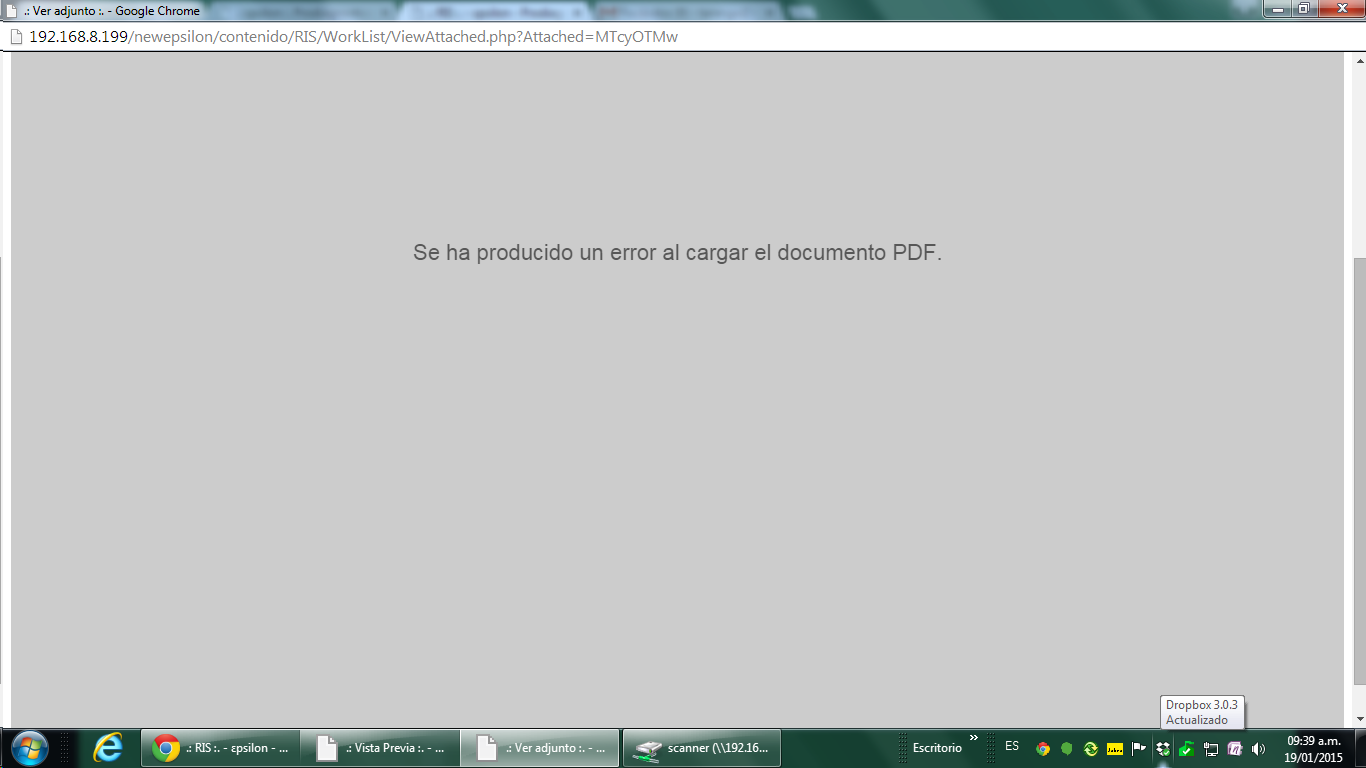 .: Ver adjunto :. - Google Chrome
192.168.8.199/newepsilon/contenido/RIS/WorkList/ViewAttached.php?Attached=MTcyOTMw
Se ha producido un error al cargar el documento PDF.
Dropbox 3.0.3
Actualizado
.: RIS :. - εpsilon - ...
.: Vista Previa :. - ...
.: Ver adjunto :. - ...
scanner (\\192.16...
Escritorio
»
ES
09:39 a.m.
19/01/2015